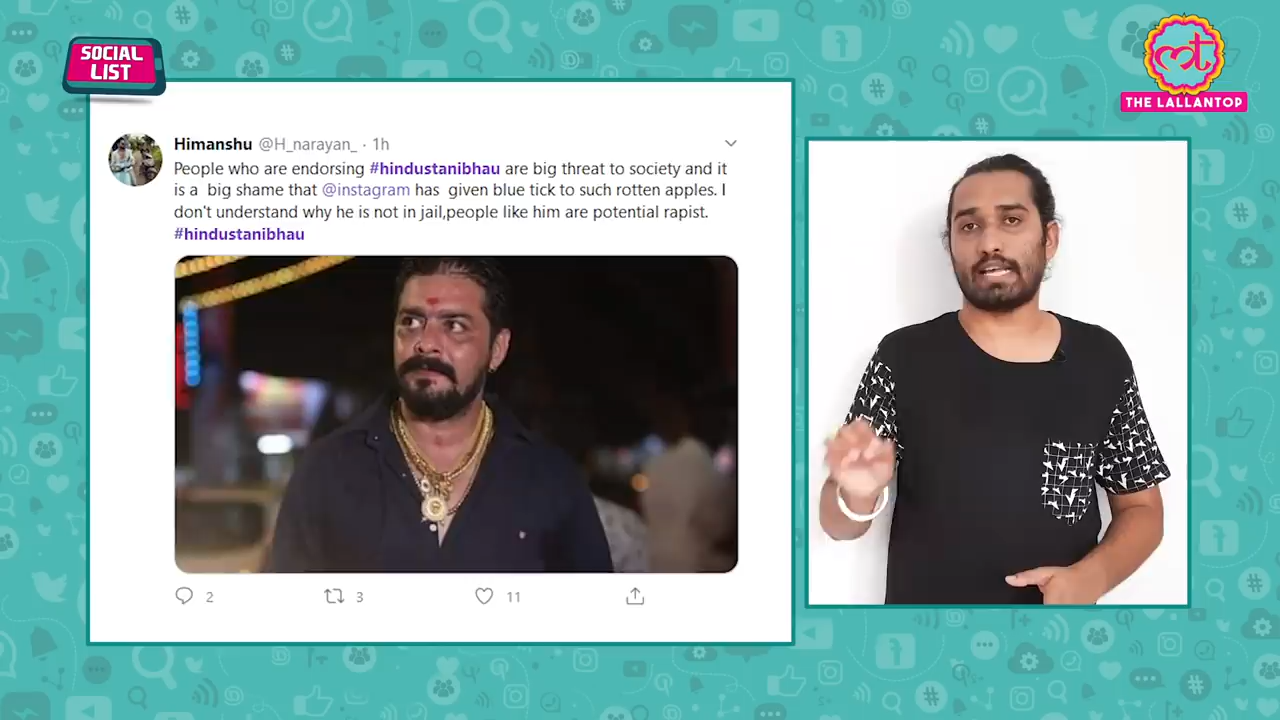 SOCIAL
LIST
लT
THE LALLANTOP
Himanshu @H_narayan_ · 1h
People who are endorsing #hindustanibhau are big threat to society and it
is a big shame that @instagram has given blue tick to such rotten apples. I
don't understand why he is not in jail,people like him are potential rapist.
#hindustanibhau
2 3 11